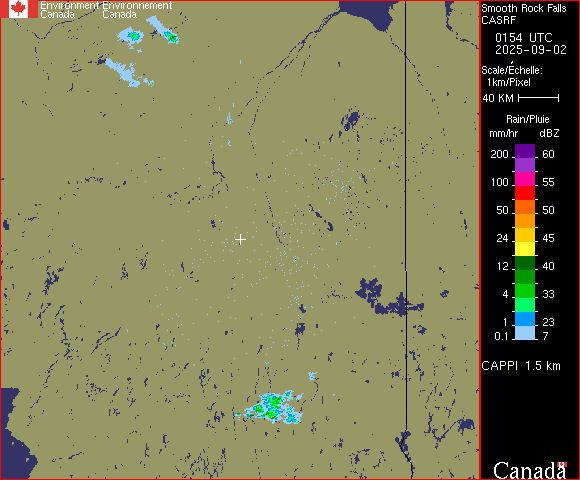 Environment Environnement
Canada Canada
Smooth Rock Falls
CASRF
0154 UTC
2025-09-02
Scale/Échelle:
1km/Pixel
40 KM
Rain/Pluie
mm/hr dBZ
200 60
55
100 55
50 50
24 45
12 40
4 33
1 23
0.1 7
CAPPI 1.5 km
Canada